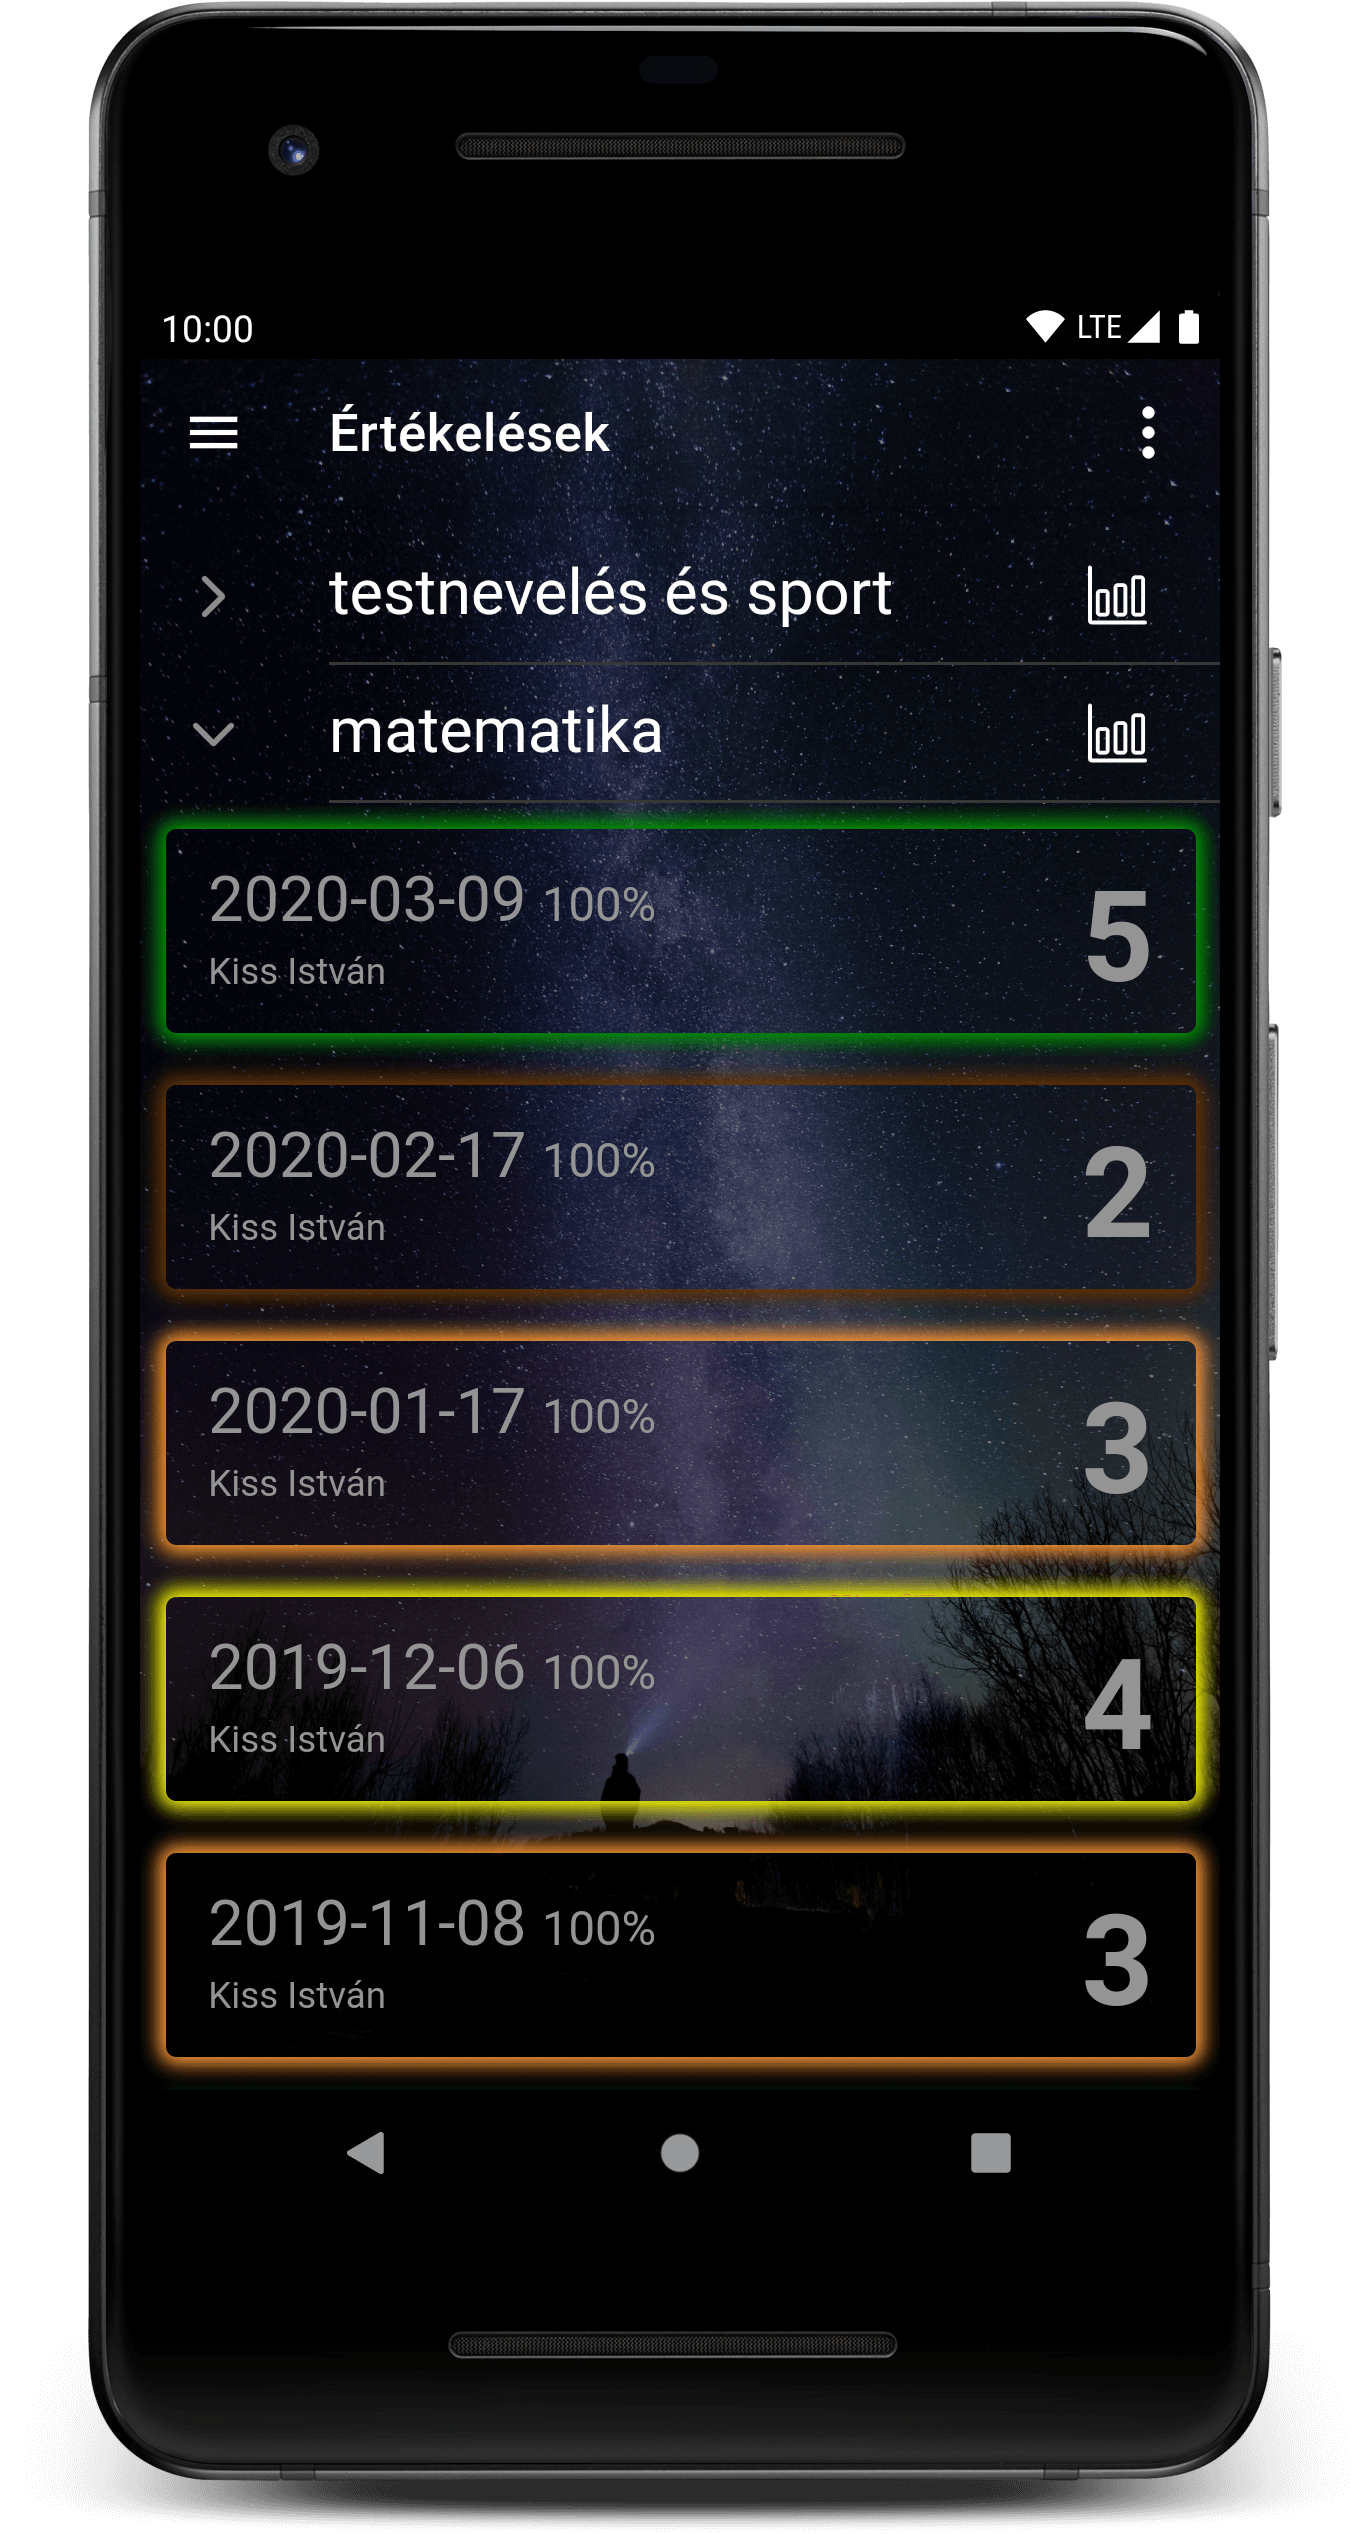 10:00 LTE
Értékelések
testnevelés és sport
matematika
2020-03-09 100%
Kiss István
5
2020-02-17 100%
Kiss István
2
2020-01-17 100%
Kiss István
3
2019-12-06 100%
Kiss István
4
2019-11-08 100%
Kiss István
3